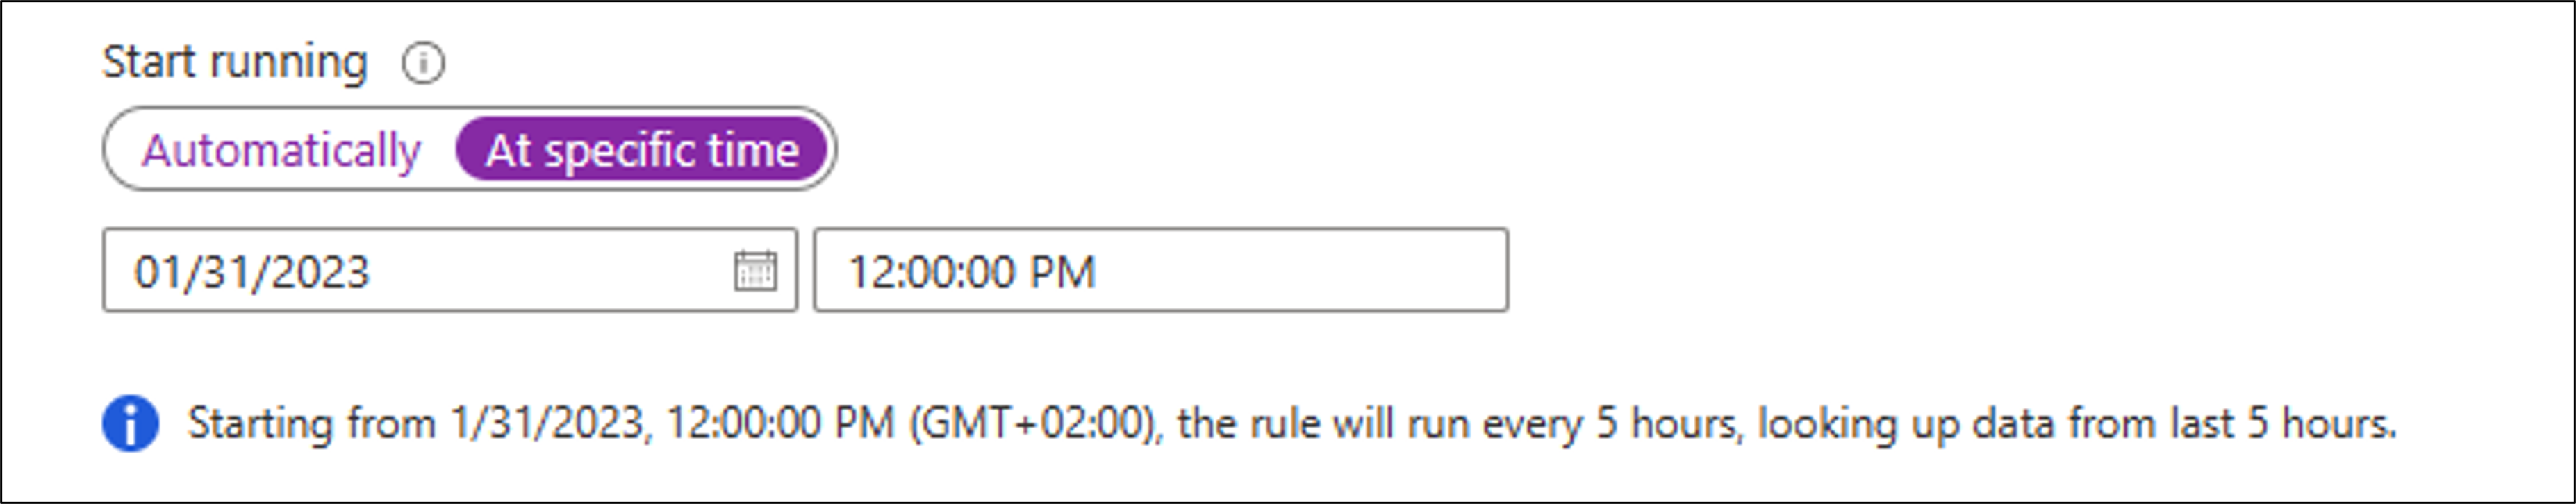 Start running
Automatically At specific time
01/31/2023 12:00:00 PM
Starting from 1/31/2023, 12:00:00 PM (GMT+02:00), the rule will run every 5 hours, looking up data from last 5 hours.